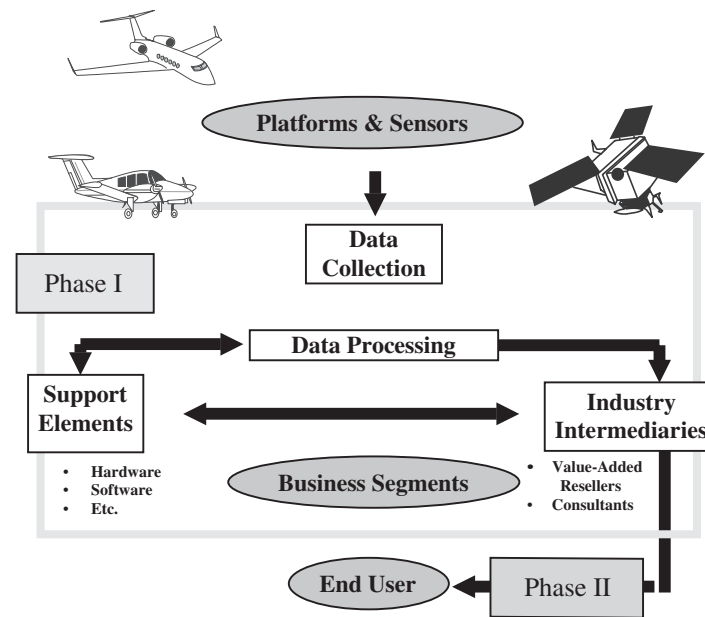 Platforms & Sensors
Data
Collection
Phase I
Data Processing
Support
Elements
Industry
Intermediaries
• Hardware
• Software
• Etc.
Business Segments
• Value-Added
Resellers
• Consultants
End User
Phase II